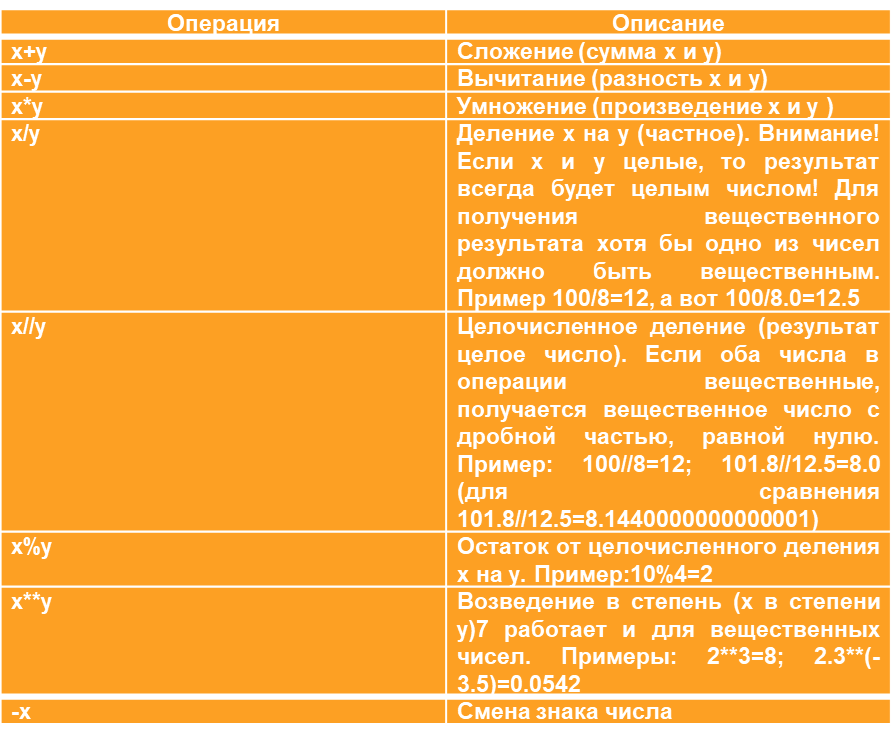 Операция Описание
x+y Сложение (сумма x и y)
x-y Вычитание (разность x и y)
x*y Умножение (произведение x и y )
x/y Деление x на y (частное). Внимание!
Если x и y целые, то результат
всегда будет целым числом! Для
получения вещественного
результата хотя бы одно из чисел
должно быть вещественным.
Пример 100/8=12, а вот 100/8.0=12.5
x//y Целочисленное деление (результат
целое число). Если оба числа в
операции вещественные,
получается вещественное число с
дробной частью, равной нулю.
Пример: 100//8=12; 101.8//12.5=8.0
(для сравнения
101.8//12.5=8.1440000000000001)
x%y Остаток от целочисленного деления
x на y. Пример:10%4=2
x**y Возведение в степень (x в степени
y)7 работает и для вещественных
чисел. Примеры: 2**3=8; 2.3**(-
3.5)=0.0542
-x Смена знака числа